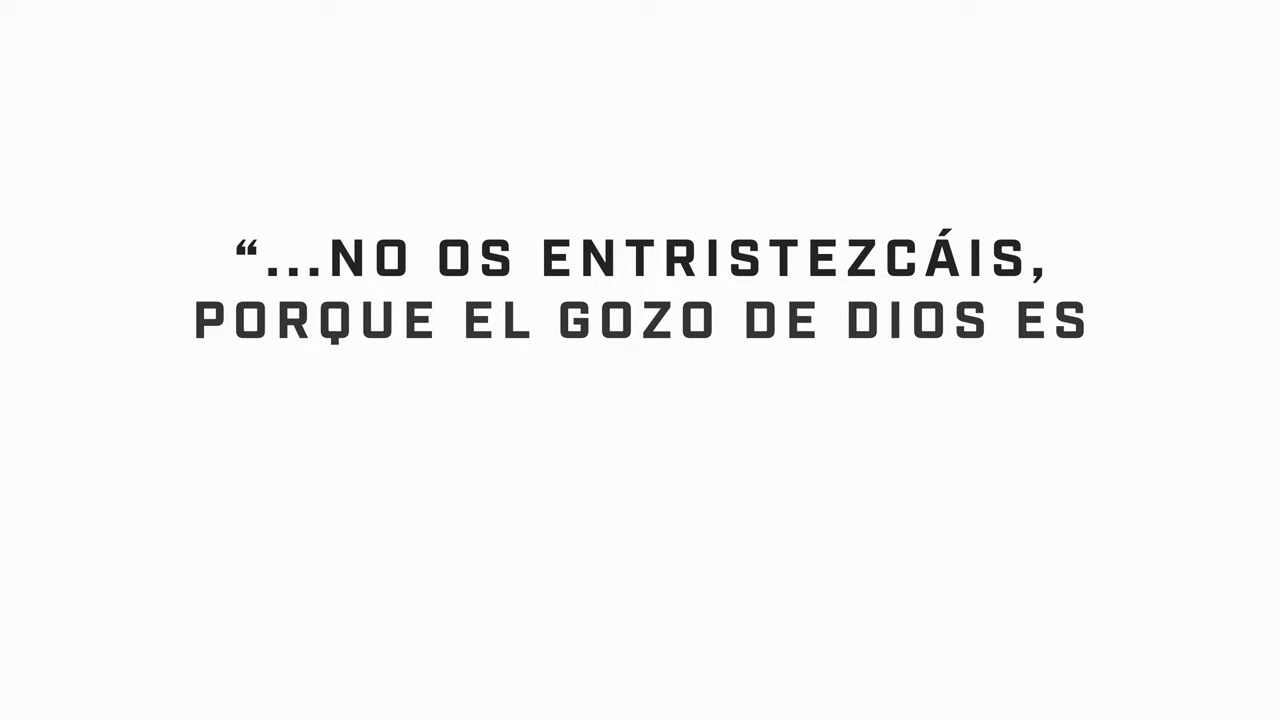 “...NO OS ENTRISTEZCÁIS,
PORQUE EL GOZO DE DIOS ES